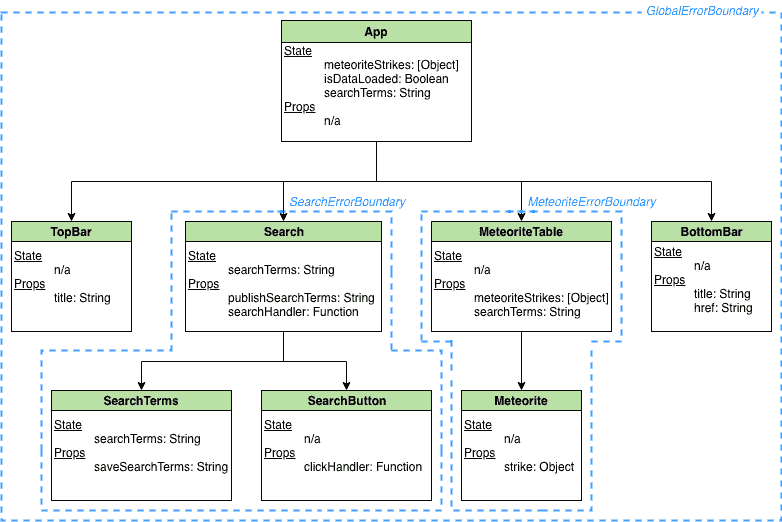 GlobalErrorBoundary
App
State
meteoriteStrikes: [Object]
isDataLoaded: Boolean
searchTerms: String
Props
n/a
SearchErrorBoundary
MeteoriteErrorBoundary
TopBar
State
n/a
Props
title: String
Search
State
searchTerms: String
Props
publishSearchTerms: String
searchHandler: Function
MeteoriteTable
State
n/a
Props
meteoriteStrikes: [Object]
searchTerms: String
BottomBar
State
n/a
Props
title: String
href: String
SearchTerms
State
searchTerms: String
Props
saveSearchTerms: String
SearchButton
State
n/a
Props
clickHandler: Function
Meteorite
State
n/a
Props
strike: Object